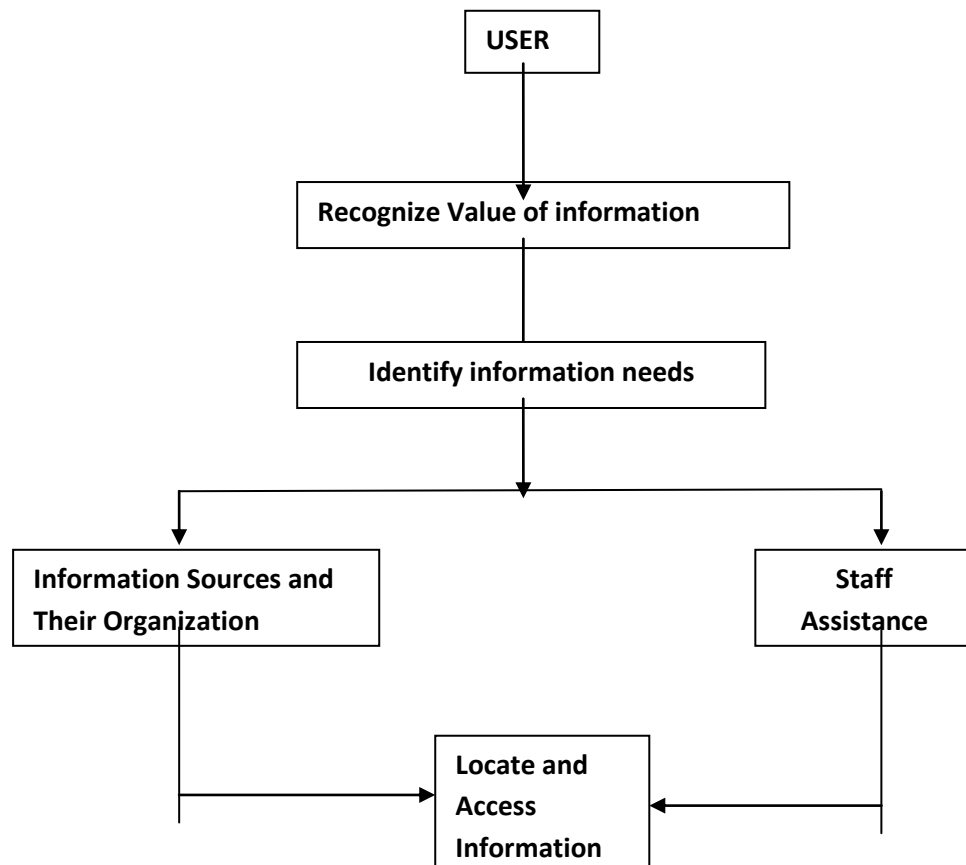 USER
Recognize Value of information
Identify information needs
Information Sources and
Their Organization
Staff
Assistance
Locate and
Access
Information